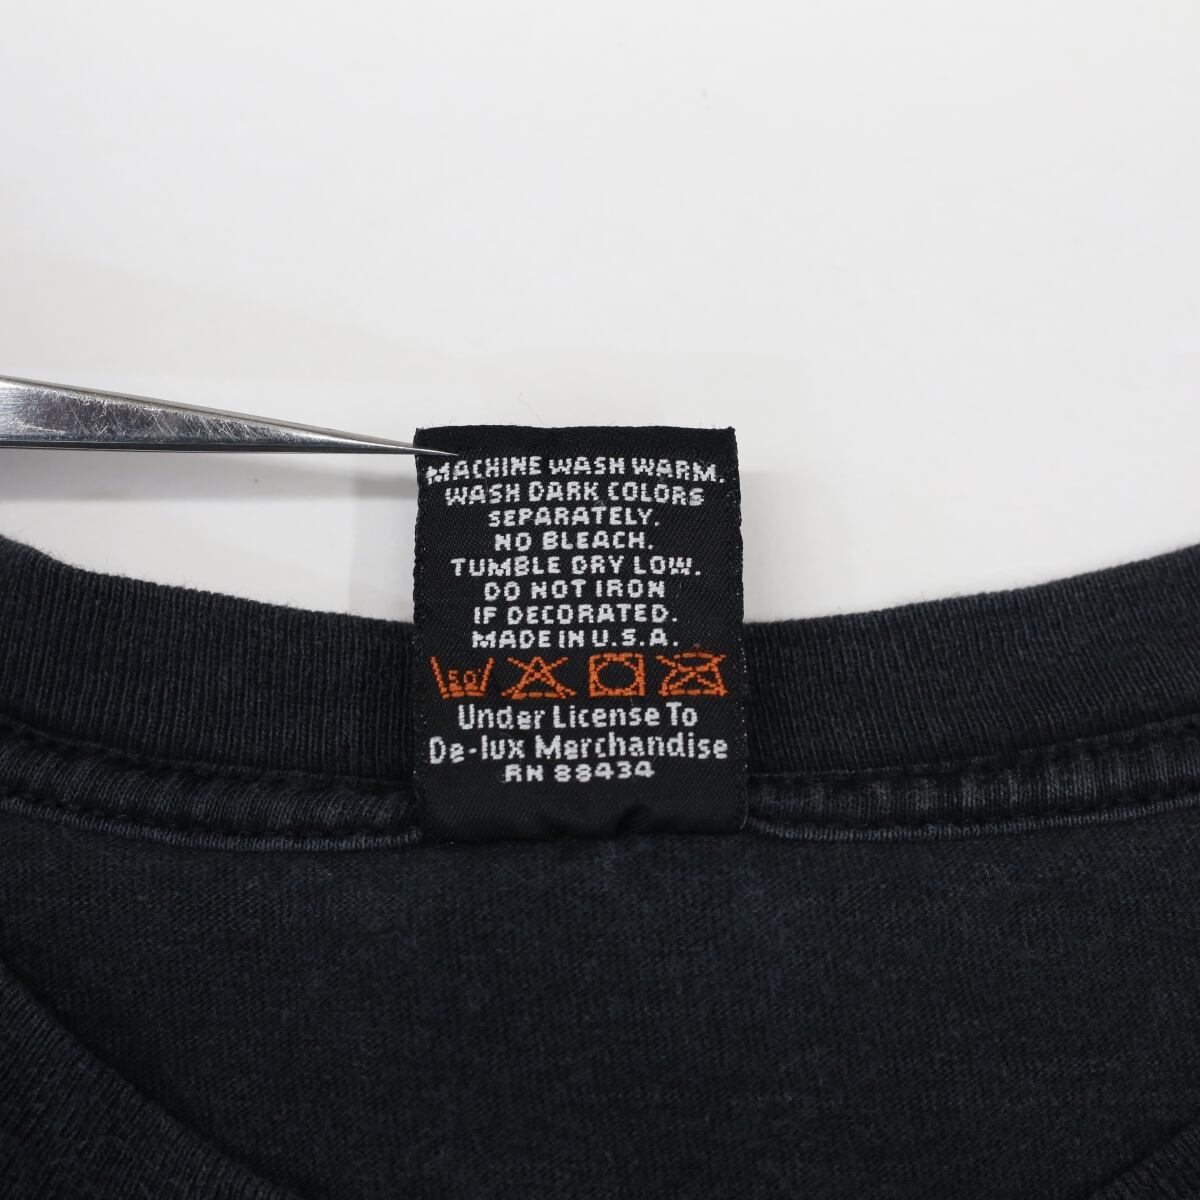 MACHINE WASH WARM.
WASH DARK COLORS
SEPARATELY.
NO BLEACH.
TUMBLE DRY LOW.
DO NOT IRON
IF DECORATED.
MADE IN U.S.A.
50°
Under License To
De-lux Merchandise
RN 88434